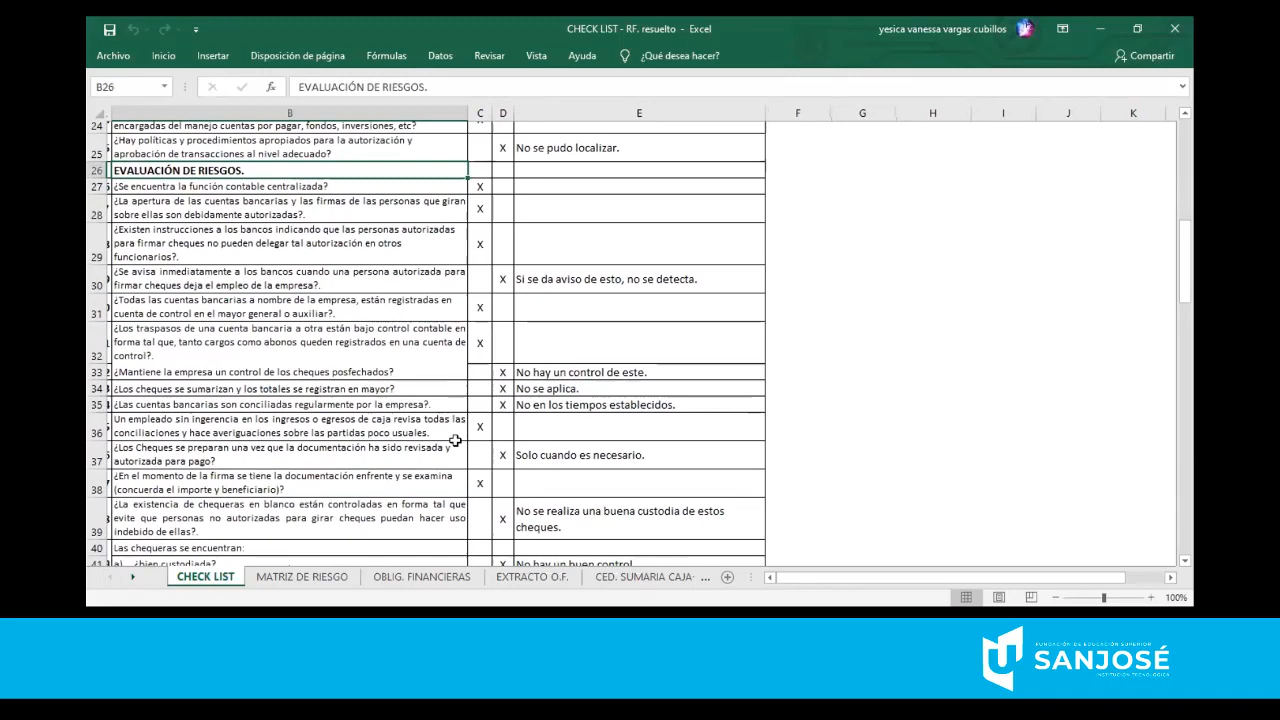 CHECK LIST - RF. resuelto - Excel
yesica vanessa vargas cubillos
Archivo Inicio Insertar Disposición de página Fórmulas Datos Revisar Vista Ayuda ¿Qué desea hacer? Compartir
B26 fx EVALUACIÓN DE RIESGOS.
B C D E F G H I J K
24 encargadas del manejo cuentas por pagar, fondos, inversiones, etc?
¿Hay políticas y procedimientos apropiados para la autorización y
25 aprobación de transacciones al nivel adecuado? X No se pudo localizar.
26 EVALUACIÓN DE RIESGOS.
27 ¿Se encuentra la función contable centralizada? X
¿La apertura de las cuentas bancarias y las firmas de las personas que giran
28 sobre ellas son debidamente autorizadas?. X
¿Existen instrucciones a los bancos indicando que las personas autorizadas
para firmar cheques no pueden delegar tal autorización en otros X
29 funcionarios?.
¿Se avisa inmediatamente a los bancos cuando una persona autorizada para
30 firmar cheques deja el empleo de la empresa?. X Si se da aviso de esto, no se detecta.
¿Todas las cuentas bancarias a nombre de la empresa, están registradas en
31 cuenta de control en el mayor general o auxiliar?. X
¿Los traspasos de una cuenta bancaria a otra están bajo control contable en
forma tal que, tanto cargos como abonos queden registrados en una cuenta de X
32 control?.
33 ¿Mantiene la empresa un control de los cheques posfechados? X No hay un control de este.
34 ¿Los cheques se sumarizan y los totales se registran en mayor? X No se aplica.
35 ¿Las cuentas bancarias son conciliadas regularmente por la empresa?. X No en los tiempos establecidos.
Un empleado sin ingerencia en los ingresos o egresos de caja revisa todas las
36 conciliaciones y hace averiguaciones sobre las partidas poco usuales. X
¿Los Cheques se preparan una vez que la documentación ha sido revisada y
37 autorizada para pago? X Solo cuando es necesario.
¿En el momento de la firma se tiene la documentación enfrente y se examina
38 (concuerda el importe y beneficiario)? X
¿La existencia de chequeras en blanco están controladas en forma tal que
evite que personas no autorizadas para girar cheques puedan hacer uso X No se realiza una buena custodia de estos
39 indebido de ellas?. cheques.
40 Las chequeras se encuentran:
41 a) ¿bien custodiada? X No hay un buen control
CHECK LIST MATRIZ DE RIESGO OBLIG. FINANCIERAS EXTRACTO O.F. CED. SUMARIA CAJA- ...
100%
FUNDACIÓN DE EDUCACIÓN SUPERIOR
SANJOSÉ
INSTITUCIÓN TECNOLÓGICA